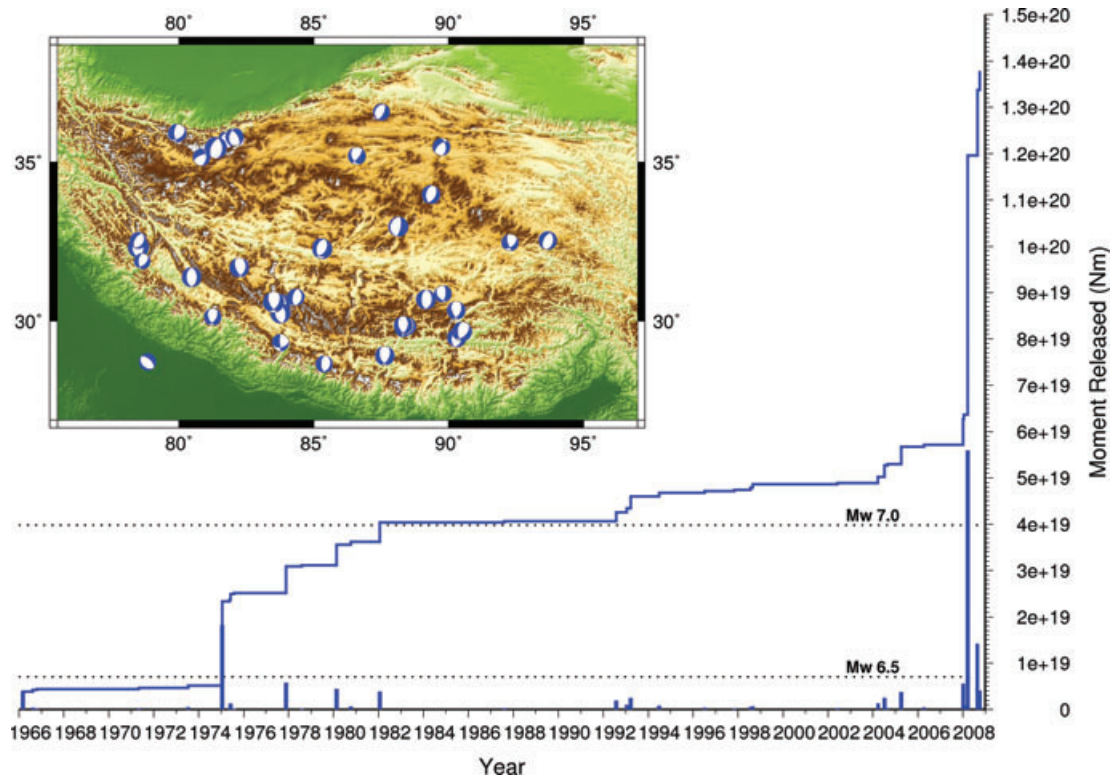 80° 85° 90° 95°
35° 35°
30° 30°
80° 85° 90° 95°
1.5e+20
1.4e+20
1.3e+20
1.2e+20
1.1e+20
1e+20
9e+19
8e+19
7e+19
6e+19
5e+19
4e+19
3e+19
2e+19
1e+19
0
Moment Released (Nm)
Mw 7.0
Mw 6.5
1966 1968 1970 1972 1974 1976 1978 1980 1982 1984 1986 1988 1990 1992 1994 1996 1998 2000 2002 2004 2006 2008
Year